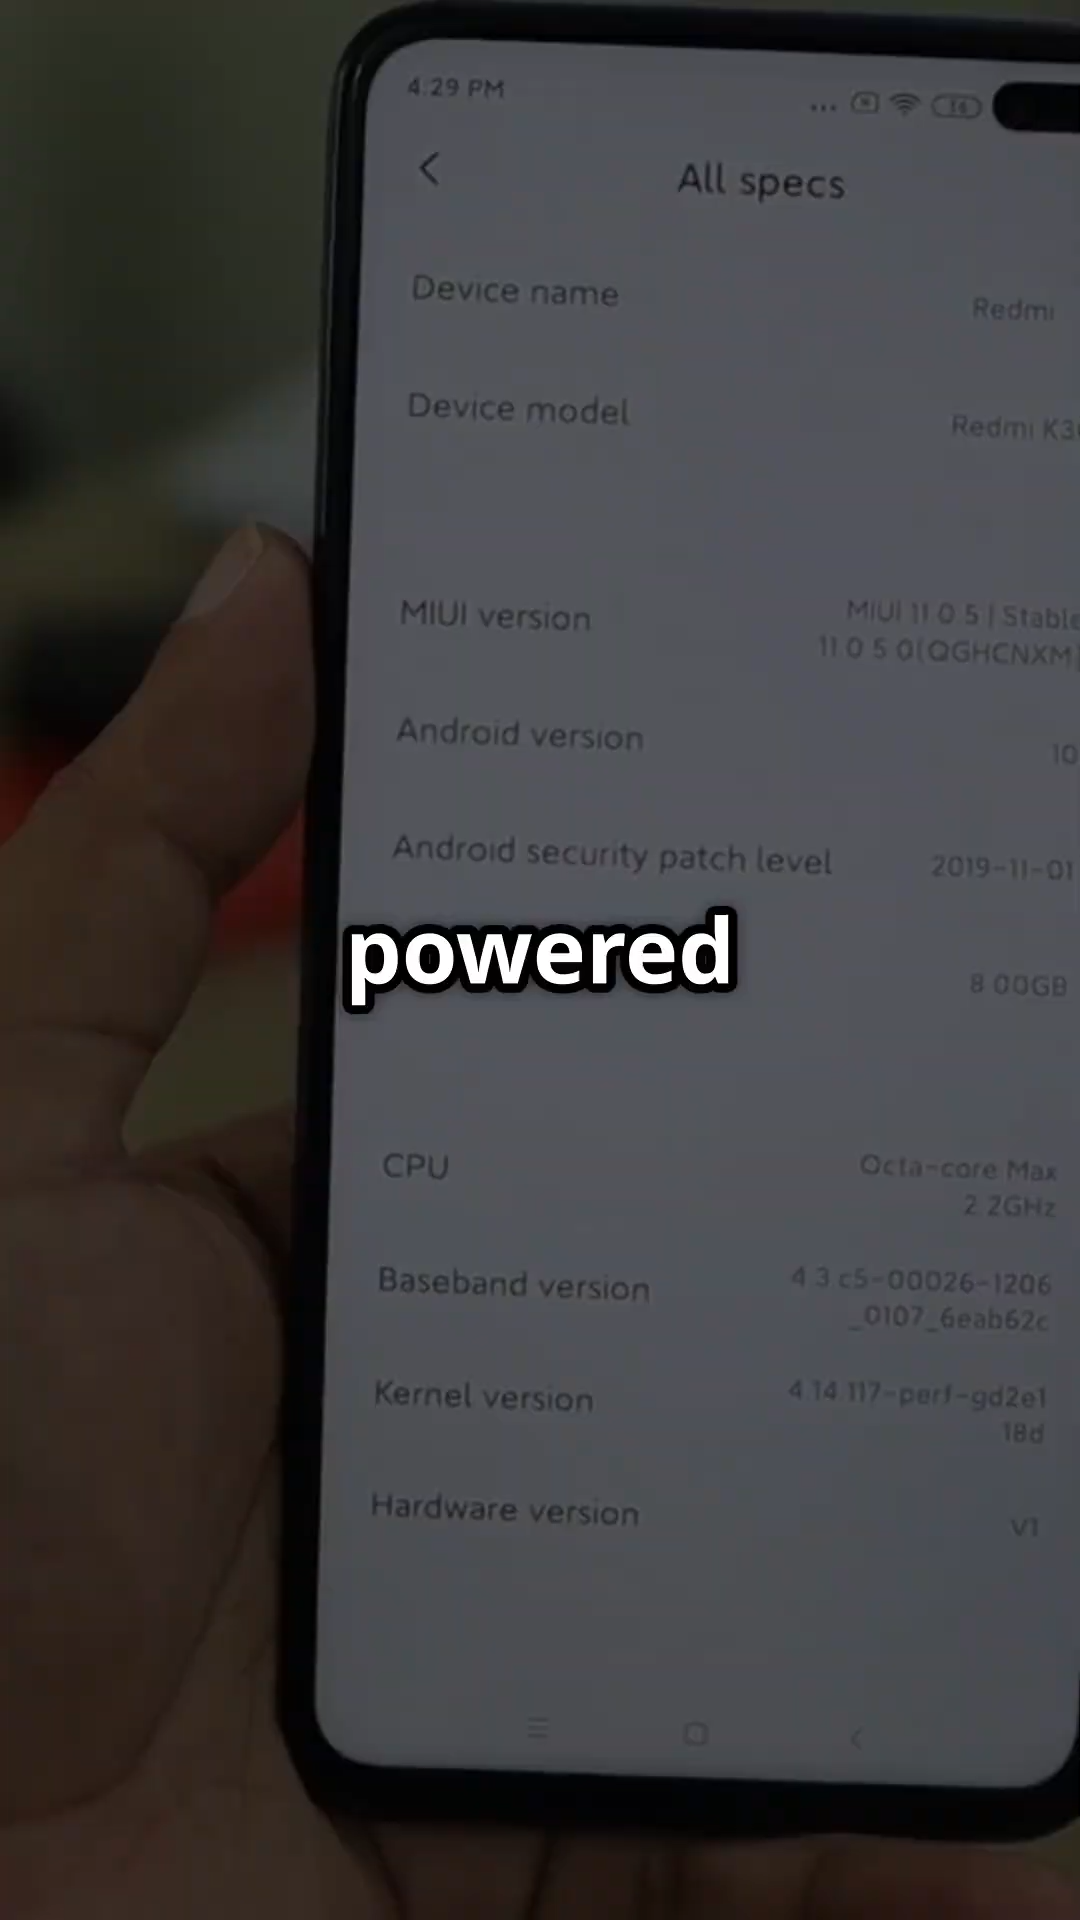 4:29 PM
16
All specs
Device name
Redmi
Device model
Redmi K3
MIUI version
MIUI 11.0.5 | Stable
11.0.5.0(QGHCNXM)
Android version
10
Android security patch level
2019-11-01
powered
8.00GB
CPU
Octa-core Max
2.2GHz
Baseband version
4.3.c5-00026-1206
_0107_6eab62c
Kernel version
4.14.117-perf-gd2e1
18d
Hardware version
V1